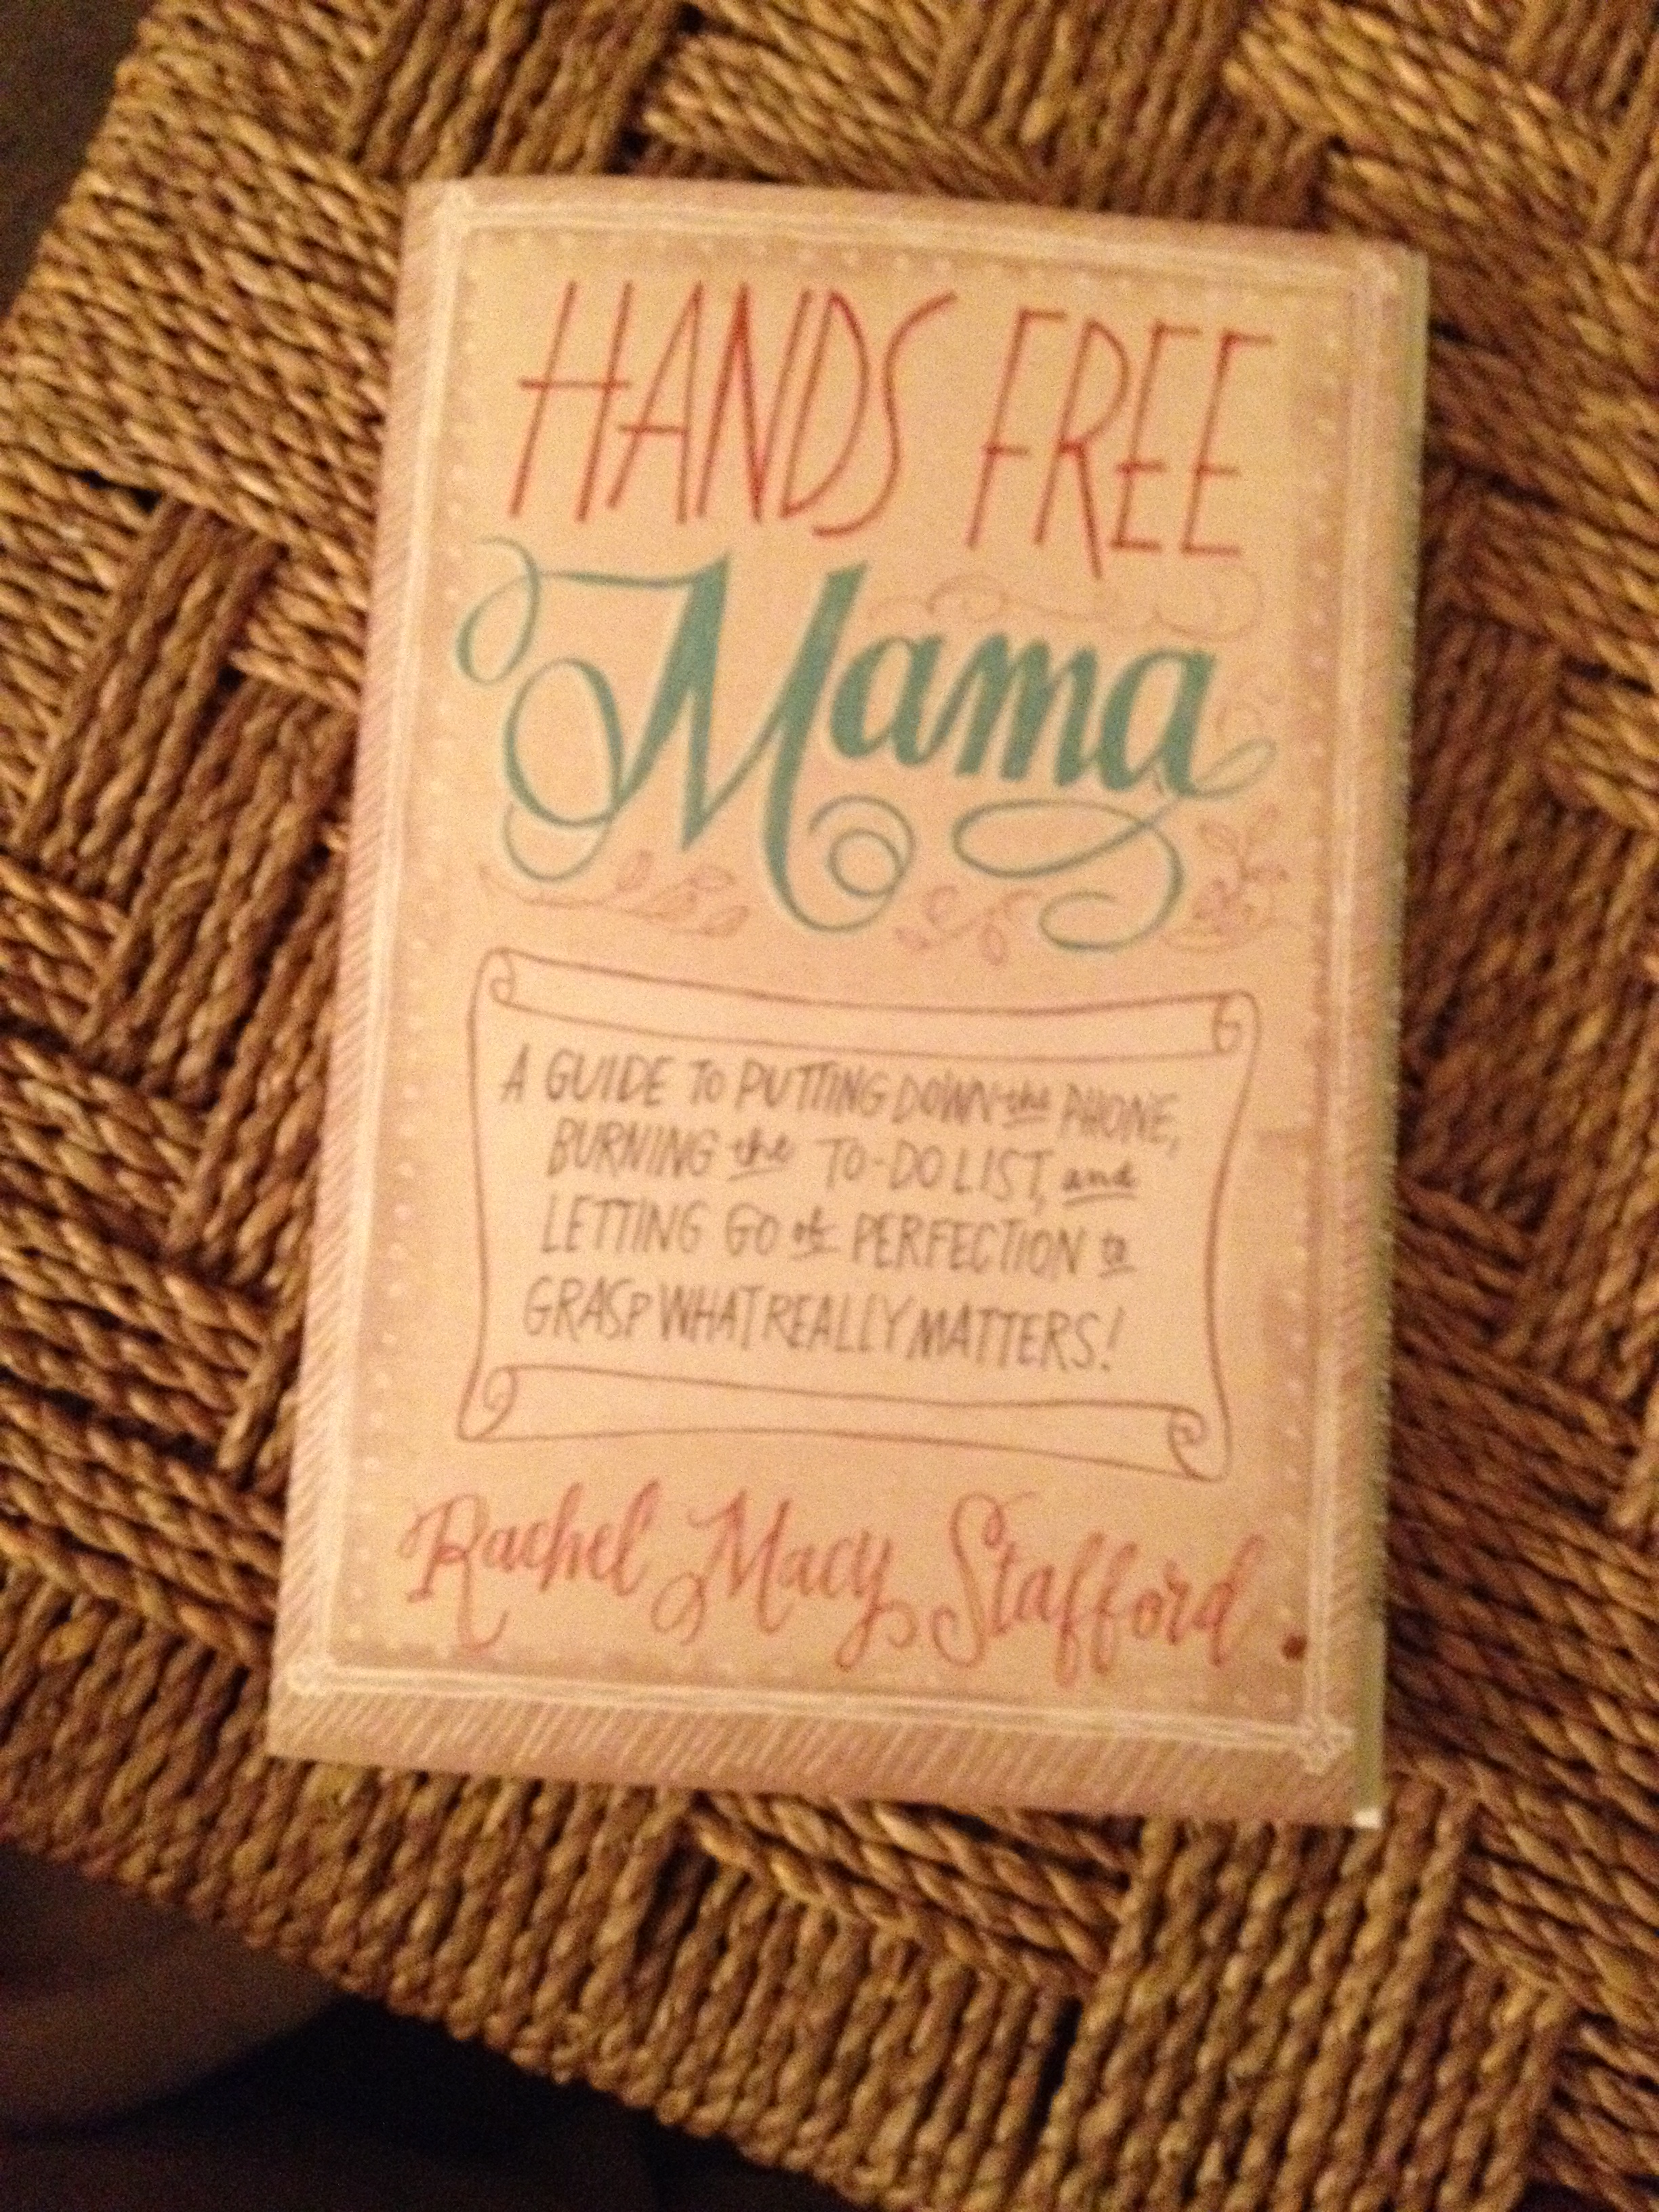 HANDS FREE
Mama
A GUIDE TO PUTTING DOWN the PHONE,
BURNING the TO-DO LIST, and
LETTING GO of PERFECTION to
GRASP WHAT REALLY MATTERS!
Rachel Macy Stafford